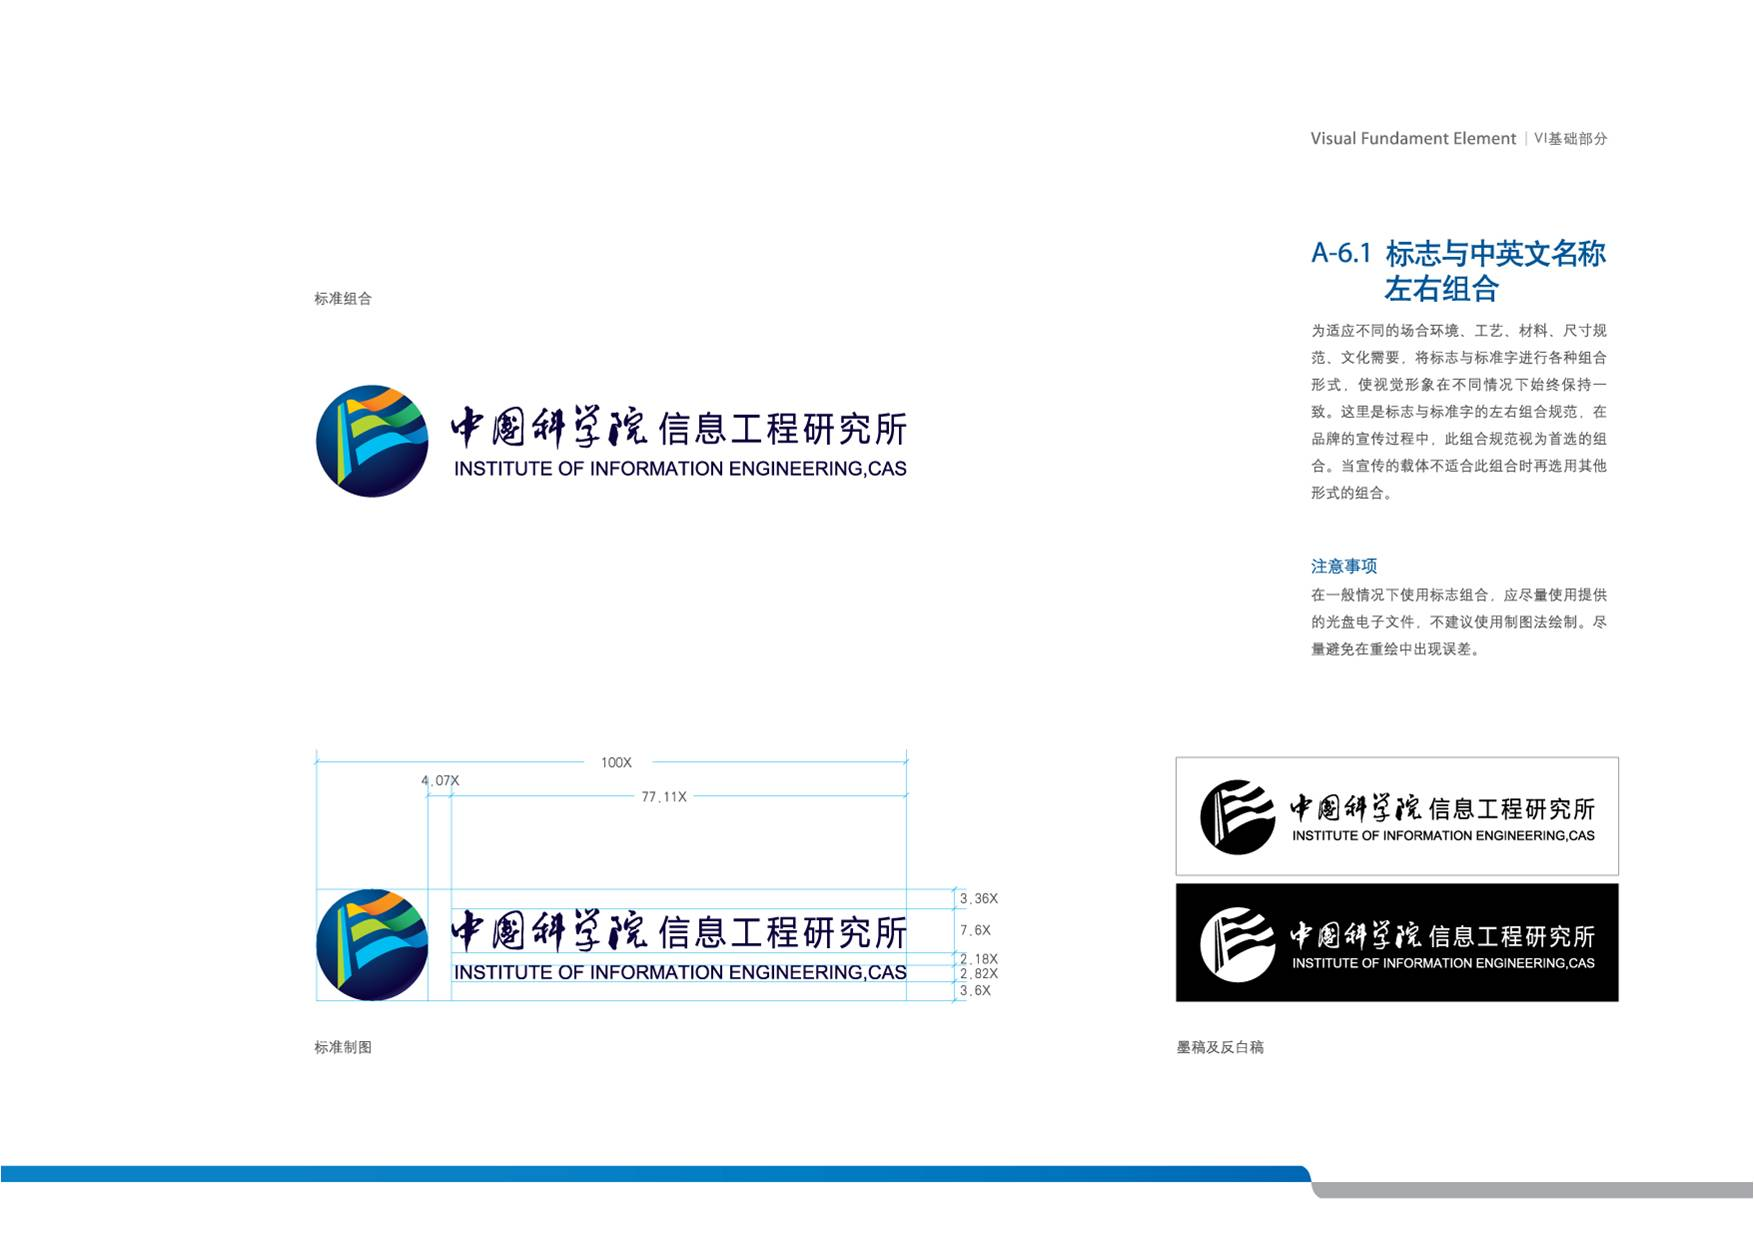 Visual Fundament Element | VI基础部分
A-6.1 标志与中英文名称
左右组合
为适应不同的场合环境、工艺、材料、尺寸规
范、文化需要，将标志与标准字进行各种组合
形式，使视觉形象在不同情况下始终保持一
致。这里是标志与标准字的左右组合规范，在
品牌的宣传过程中，此组合规范视为首选的组
合。当宣传的载体不适合此组合时再选用其他
形式的组合。
注意事项
在一般情况下使用标志组合，应尽量使用提供
的光盘电子文件，不建议使用制图法绘制。尽
量避免在重绘中出现误差。
标准组合
中国科学院 信息工程研究所
INSTITUTE OF INFORMATION ENGINEERING,CAS
100X
4.07X
77.11X
3.36X
7.6X
2.18X
2.82X
3.6X
中国科学院 信息工程研究所
INSTITUTE OF INFORMATION ENGINEERING,CAS
标准制图
中国科学院 信息工程研究所
INSTITUTE OF INFORMATION ENGINEERING,CAS
中国科学院 信息工程研究所
INSTITUTE OF INFORMATION ENGINEERING,CAS
墨稿及反白稿